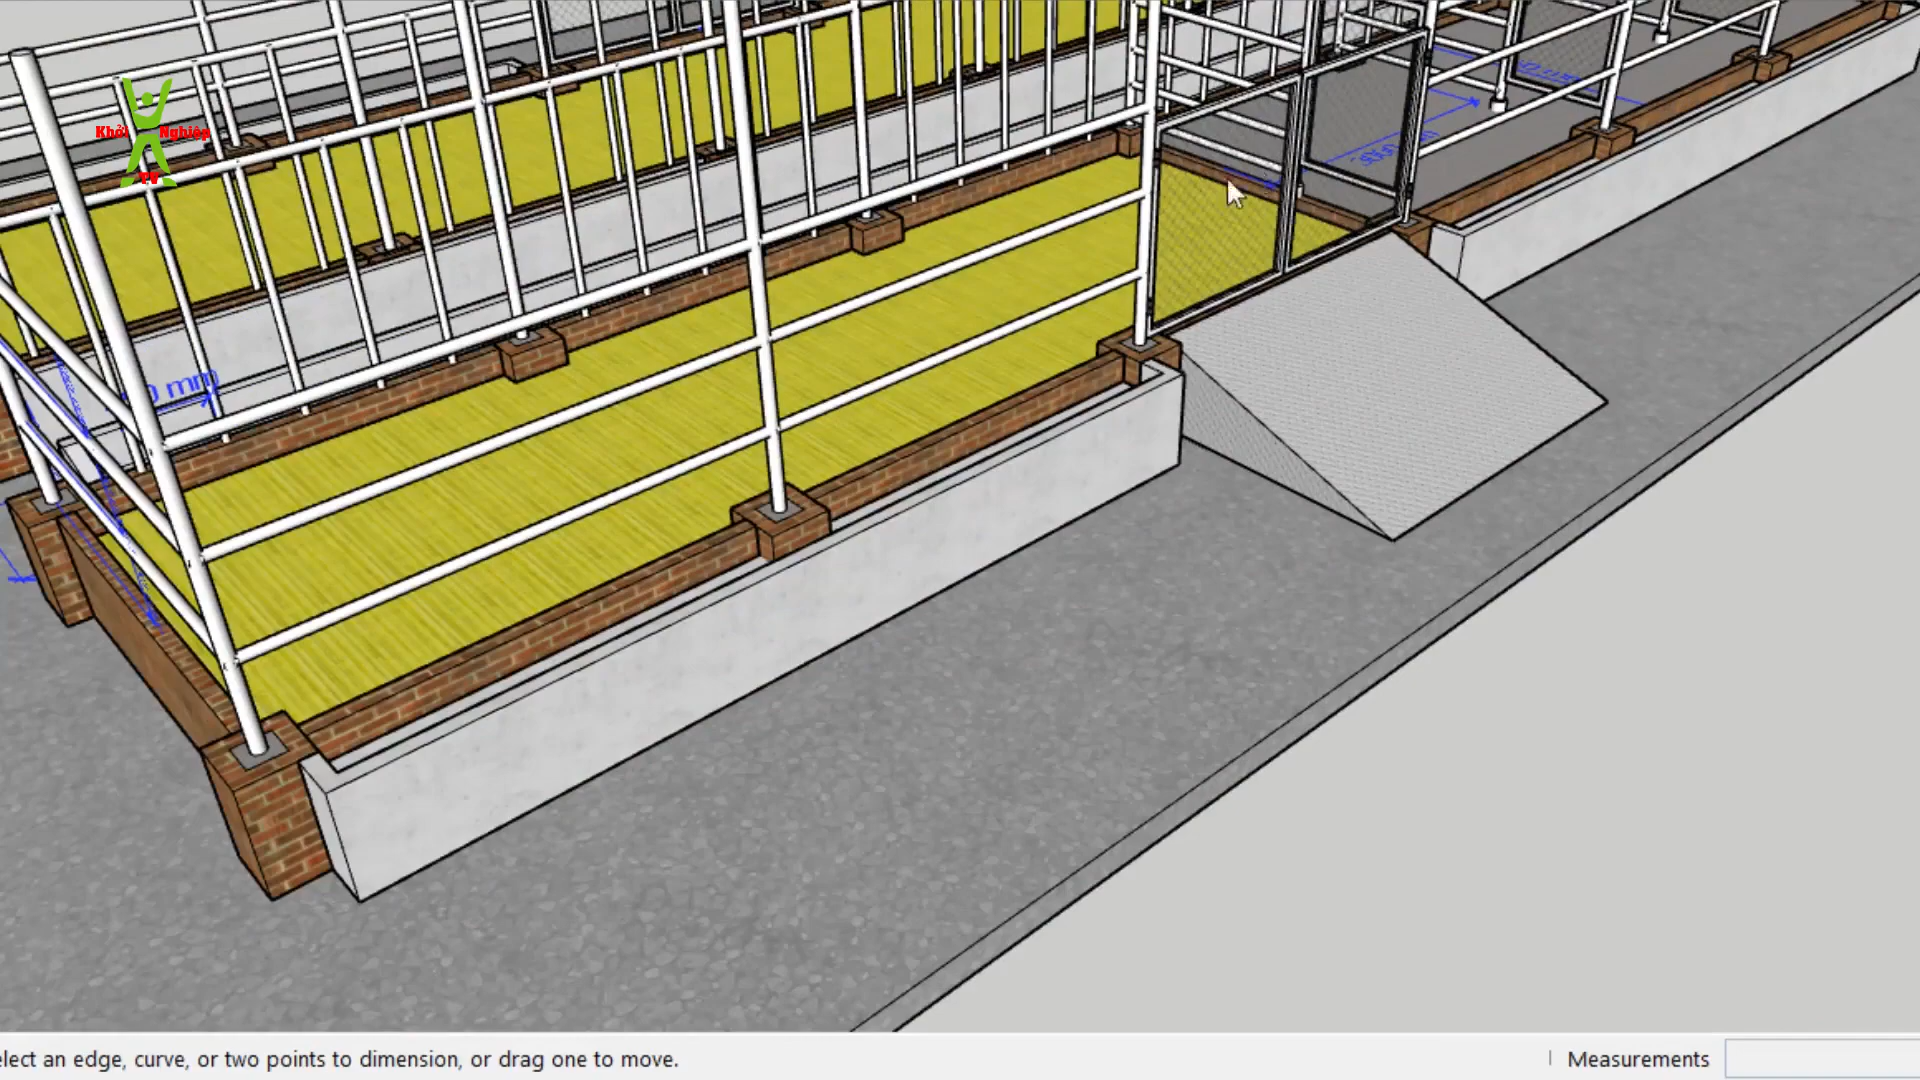 Khởi Nghiệp
TV
0 mm
elect an edge, curve, or two points to dimension, or drag one to move.
Measurements